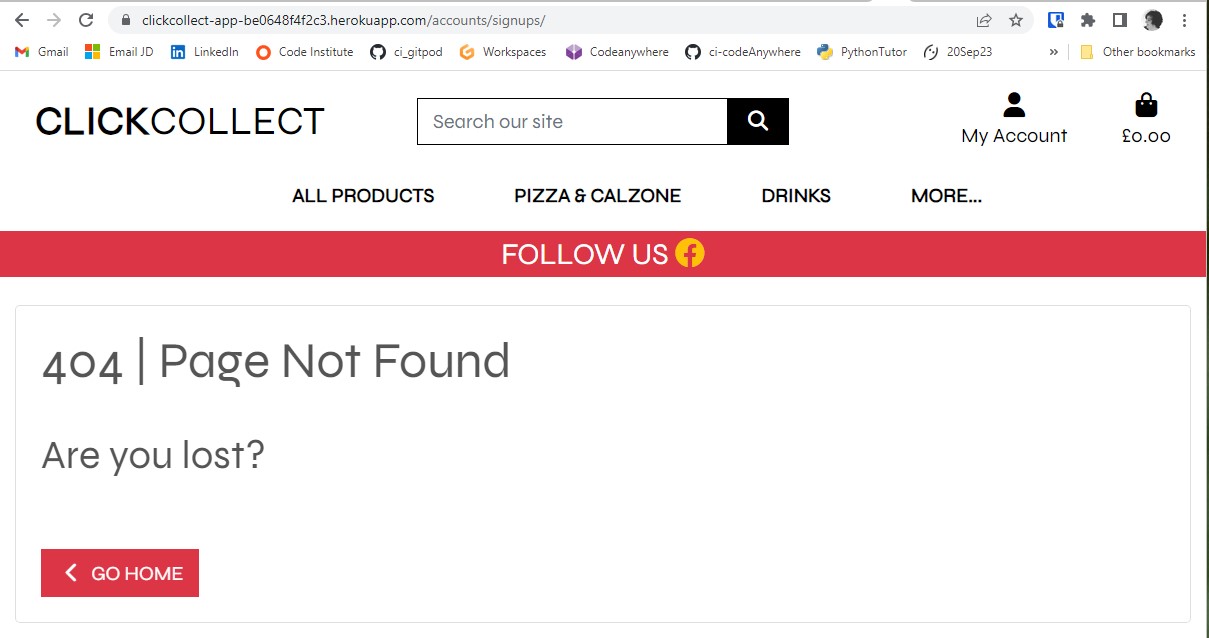 clickcollect-app-be0648f4f2c3.herokuapp.com/accounts/signups/
Gmail Email JD LinkedIn Code Institute ci_gitpod Workspaces Codeanywhere ci-codeAnywhere PythonTutor 20Sep23 » Other bookmarks
CLICKCOLLECT
Search our site
My Account
£0.00
ALL PRODUCTS PIZZA & CALZONE DRINKS MORE...
FOLLOW US
404 | Page Not Found
Are you lost?
GO HOME